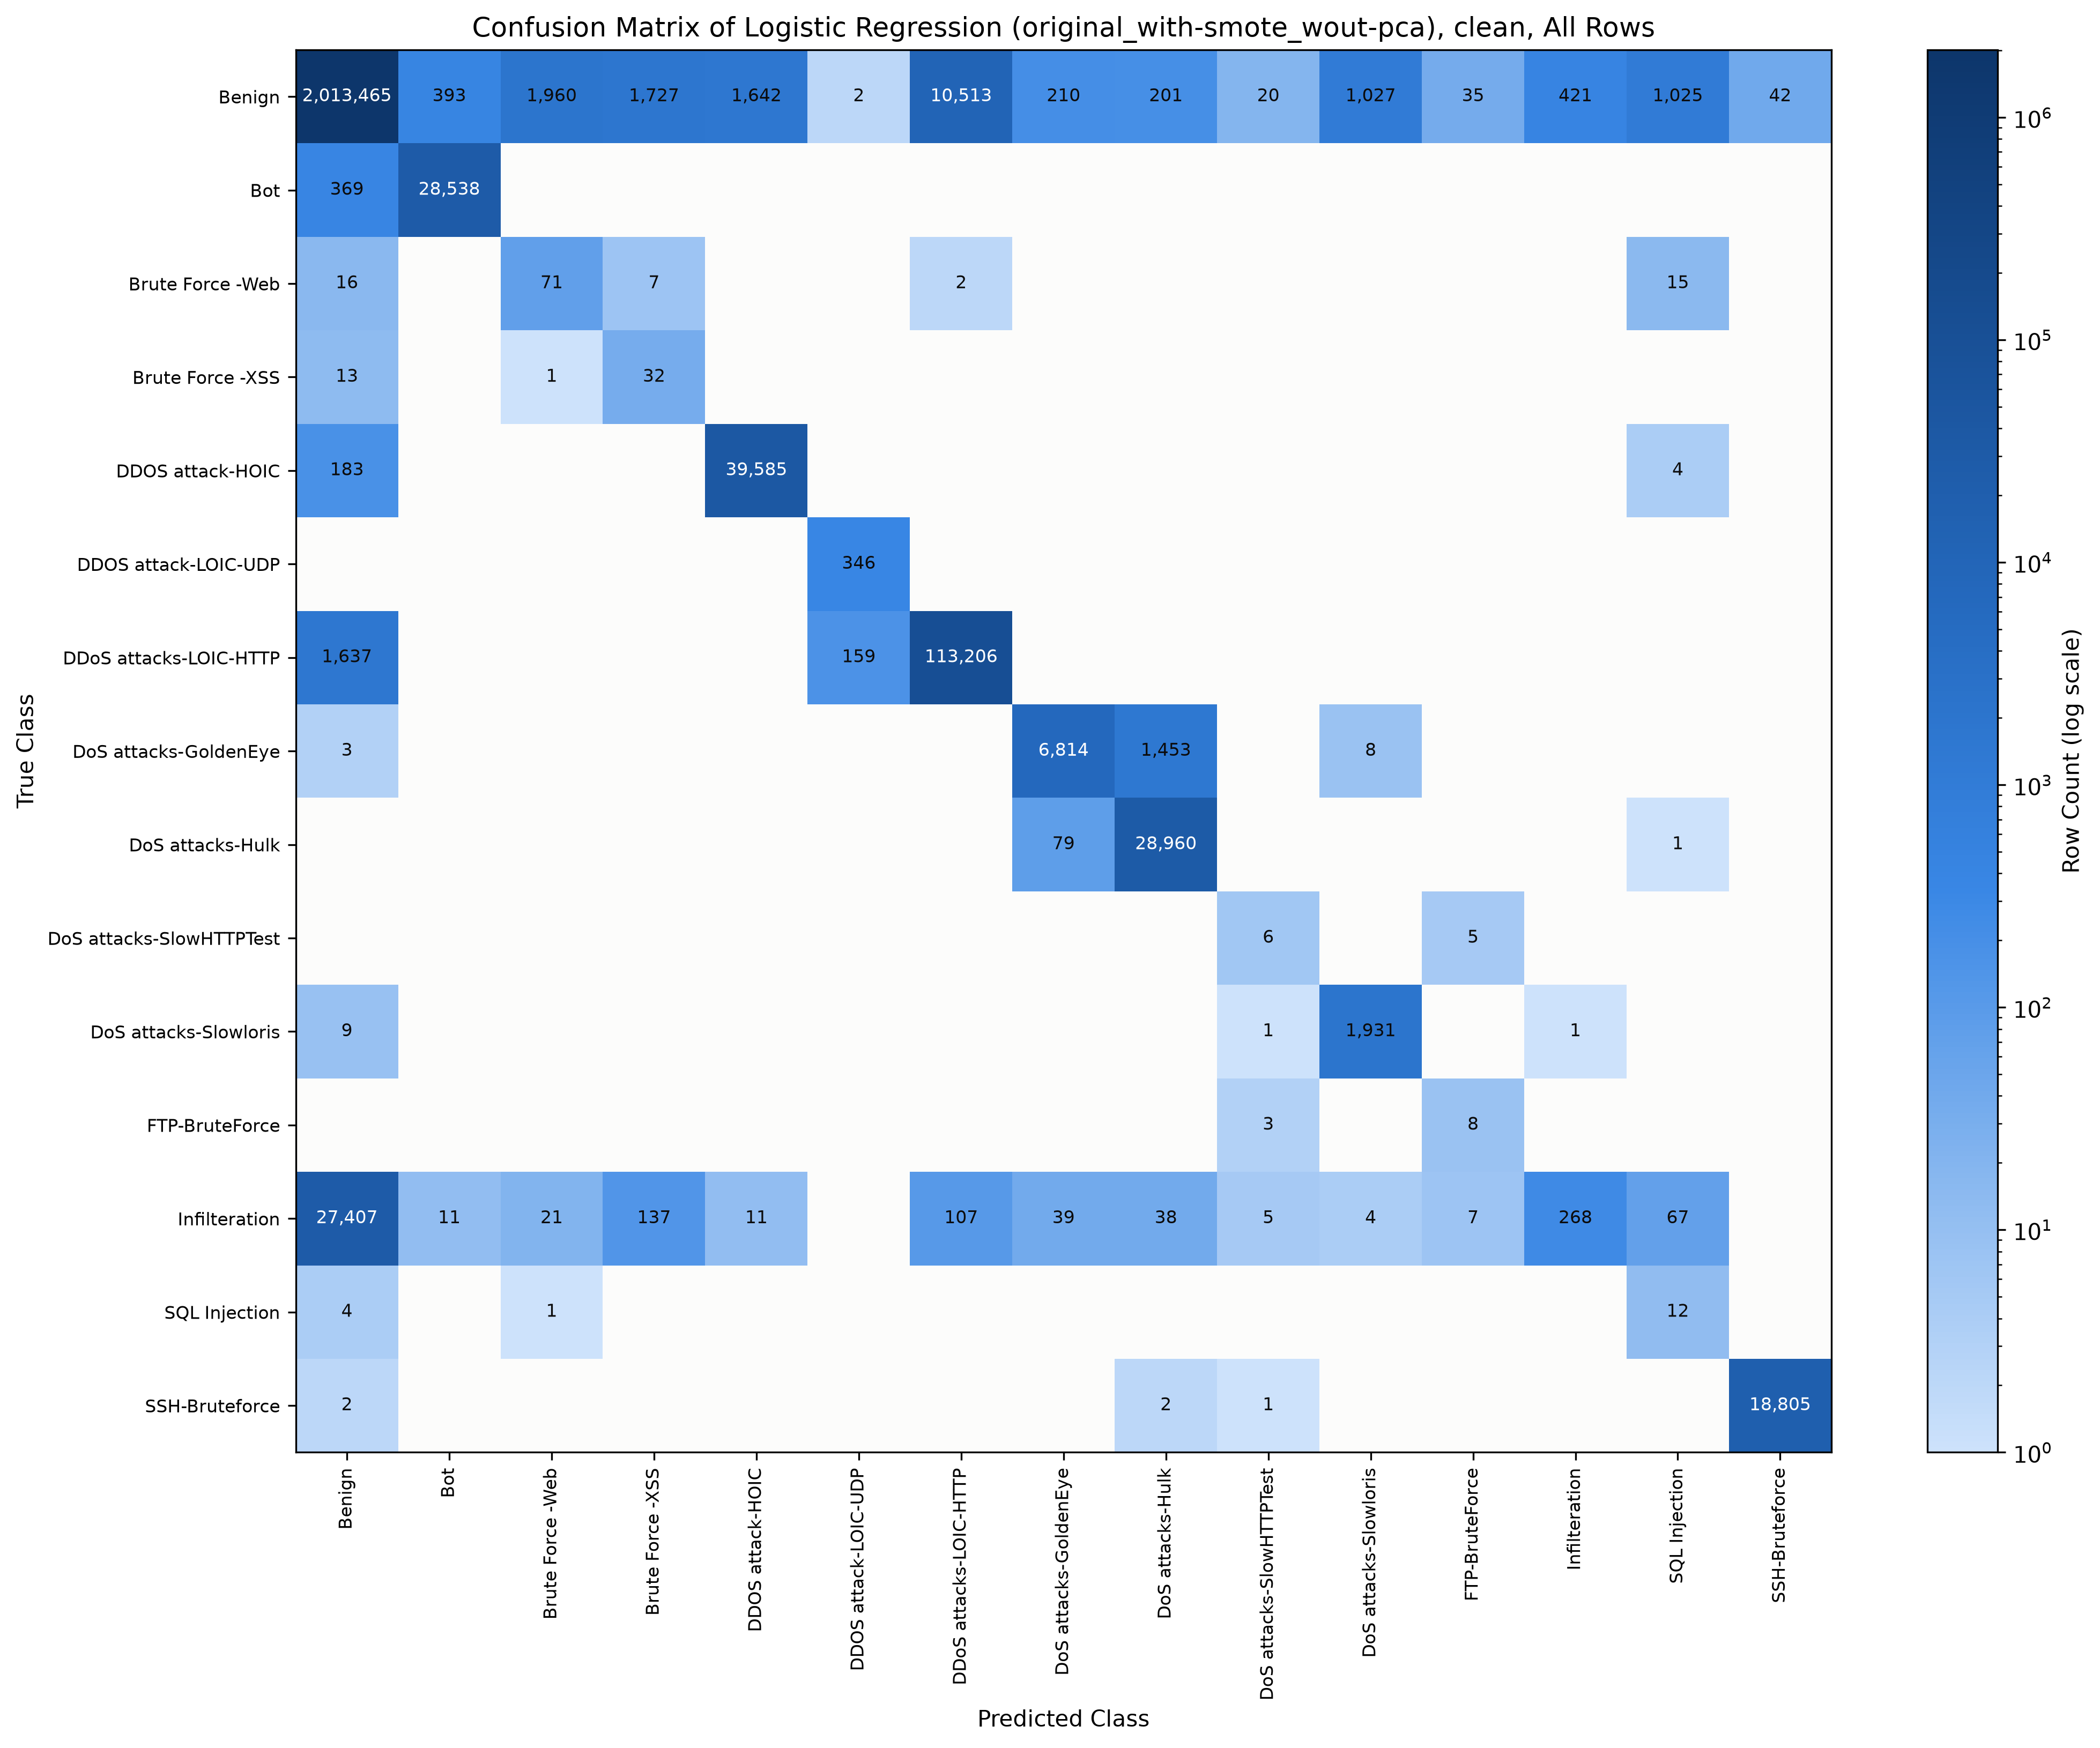 Confusion Matrix of Logistic Regression (original_with-smote_wout-pca), clean, All Rows
True Class
Benign 2,013,465 393 1,960 1,727 1,642 2 10,513 210 201 20 1,027 35 421 1,025 42
Bot 369 28,538
Brute Force -Web 16 71 7 2 15
Brute Force -XSS 13 1 32
DDOS attack-HOIC 183 39,585 4
DDOS attack-LOIC-UDP 346
DDoS attacks-LOIC-HTTP 1,637 159 113,206
DoS attacks-GoldenEye 3 6,814 1,453 8
DoS attacks-Hulk 79 28,960 1
DoS attacks-SlowHTTPTest 6 5
DoS attacks-Slowloris 9 1 1,931 1
FTP-BruteForce 3 8
Infilteration 27,407 11 21 137 11 107 39 38 5 4 7 268 67
SQL Injection 4 1 12
SSH-Bruteforce 2 2 1 18,805
Benign
Bot
Brute Force -Web
Brute Force -XSS
DDOS attack-HOIC
DDOS attack-LOIC-UDP
DDoS attacks-LOIC-HTTP
DoS attacks-GoldenEye
DoS attacks-Hulk
DoS attacks-SlowHTTPTest
DoS attacks-Slowloris
FTP-BruteForce
Infilteration
SQL Injection
SSH-Bruteforce
Predicted Class
10⁶
10⁵
10⁴
10³
10²
10¹
10⁰
Row Count (log scale)